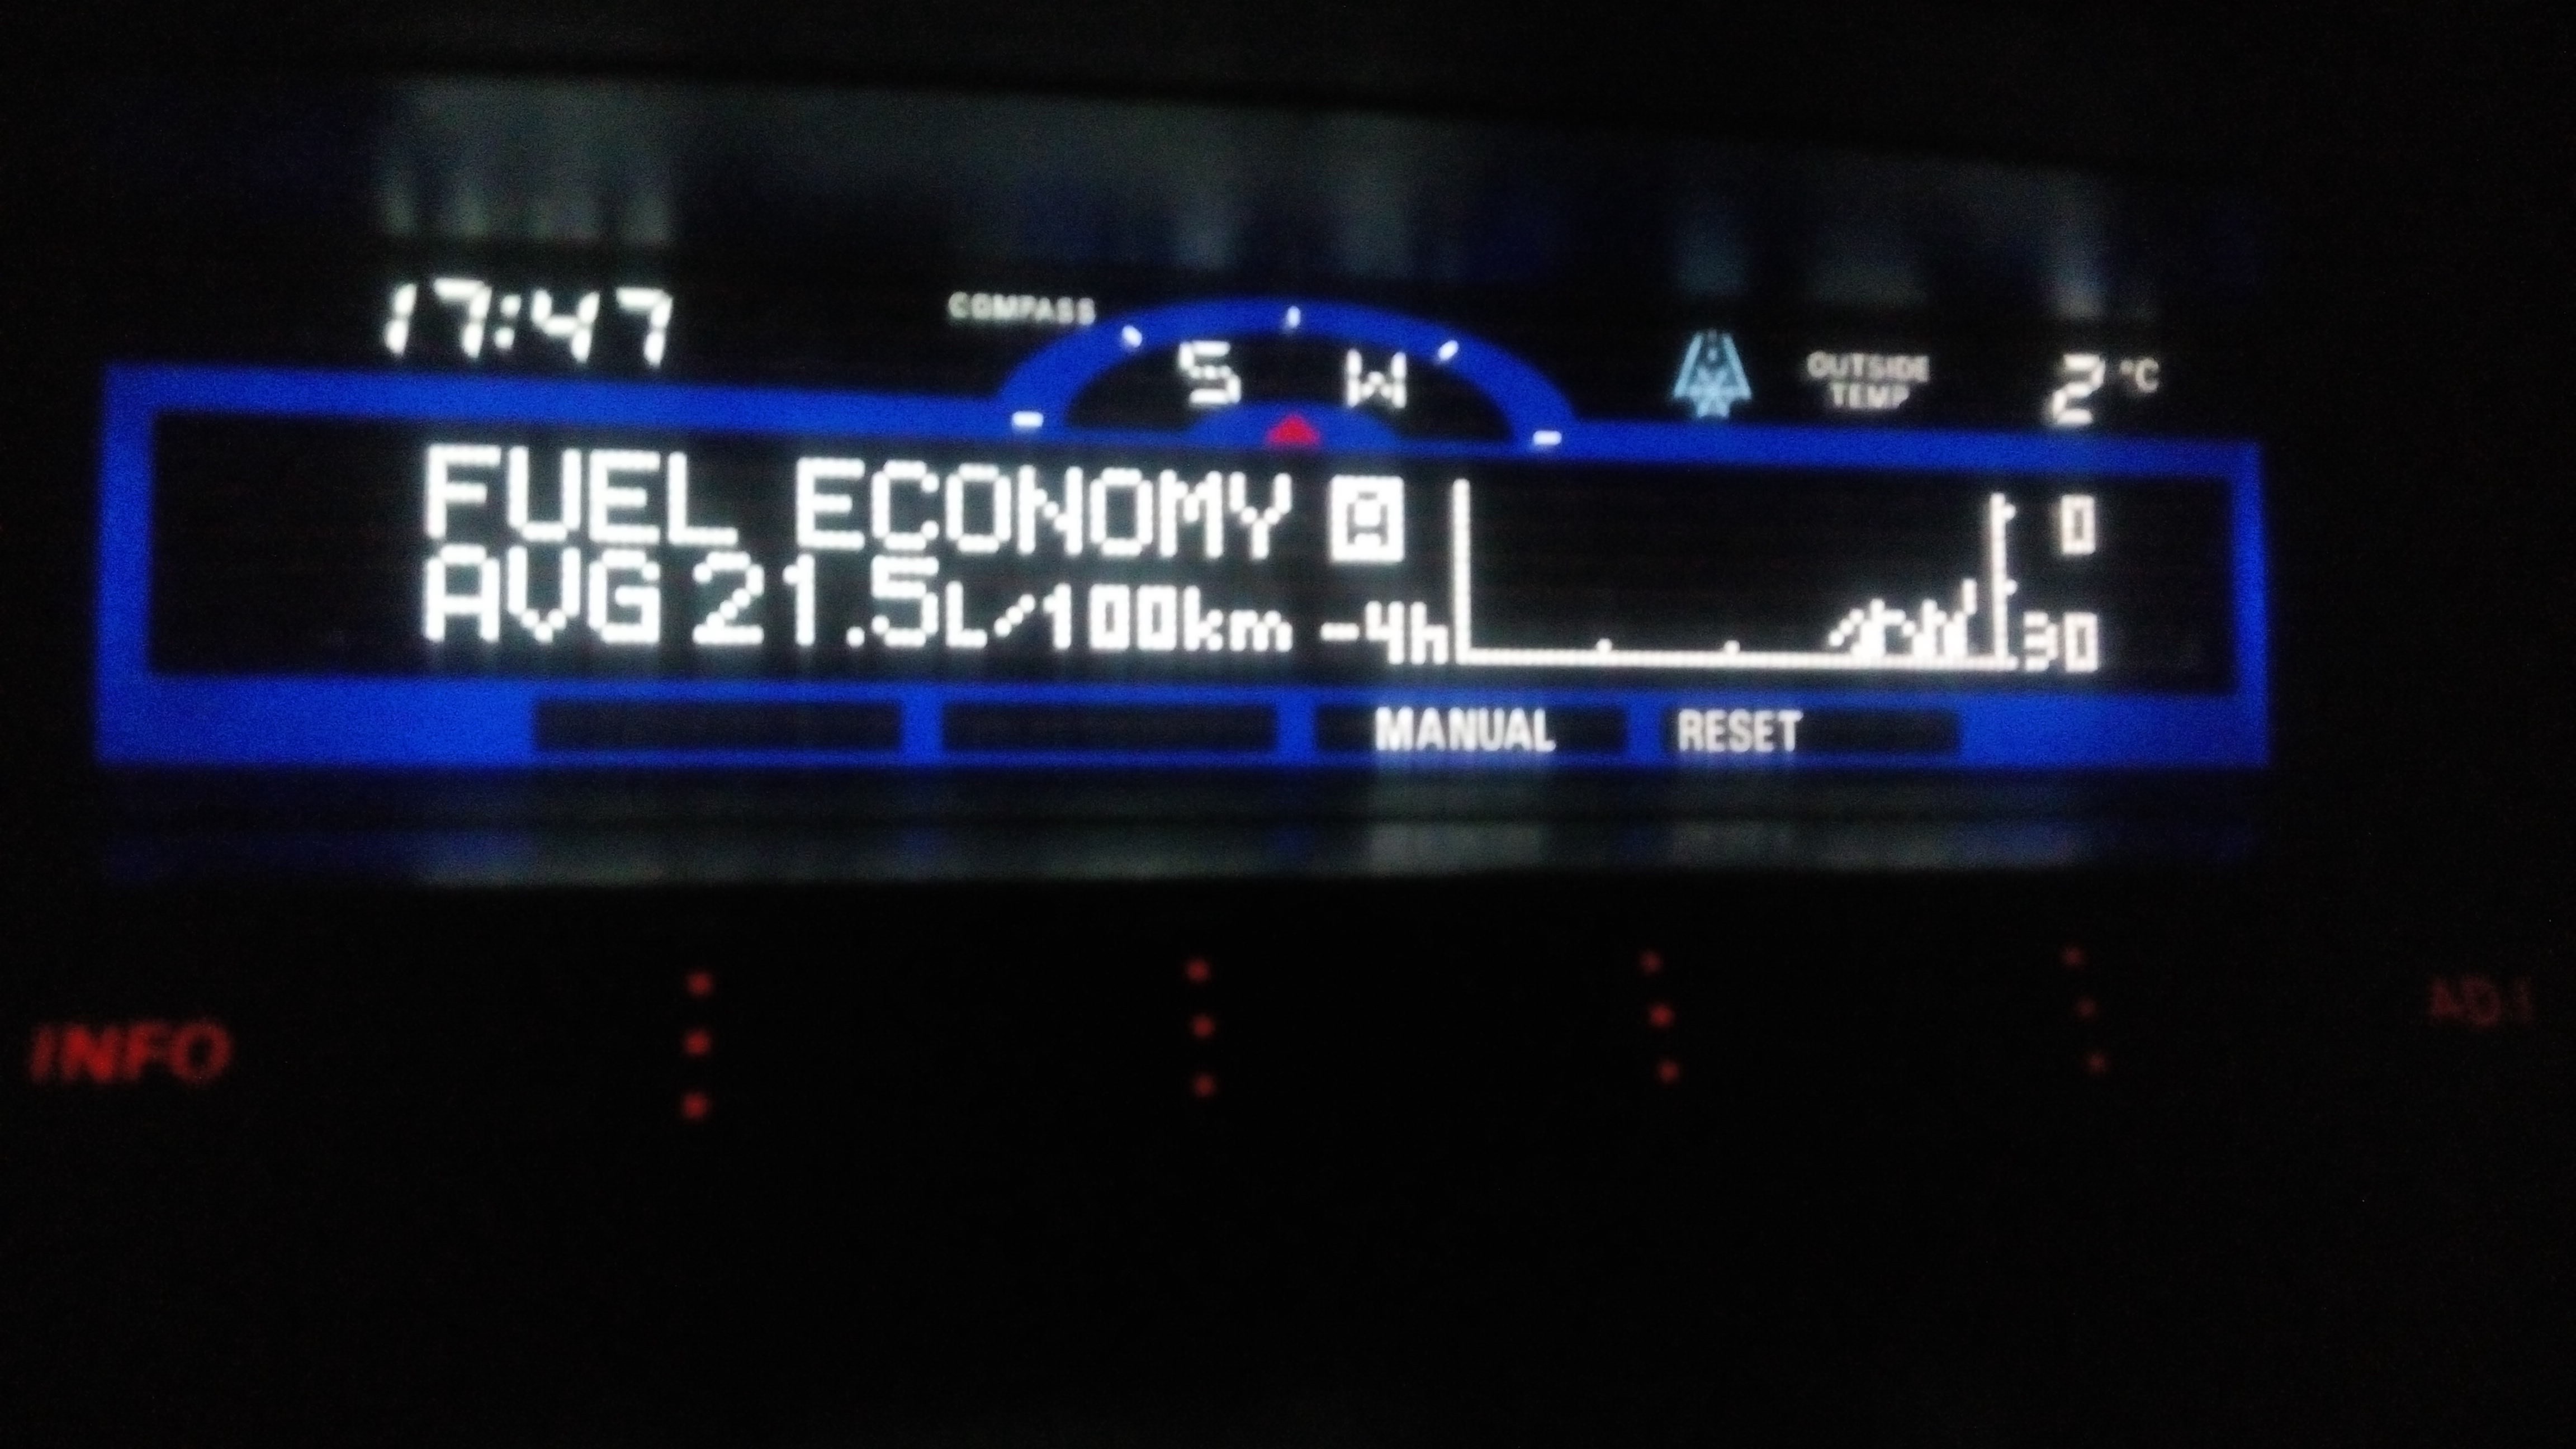 17:47
COMPASS
S W
OUTSIDE
TEMP
2 °C
FUEL ECONOMY A
AVG 21.5L/100km
-4h
0
30
MANUAL
RESET
INFO